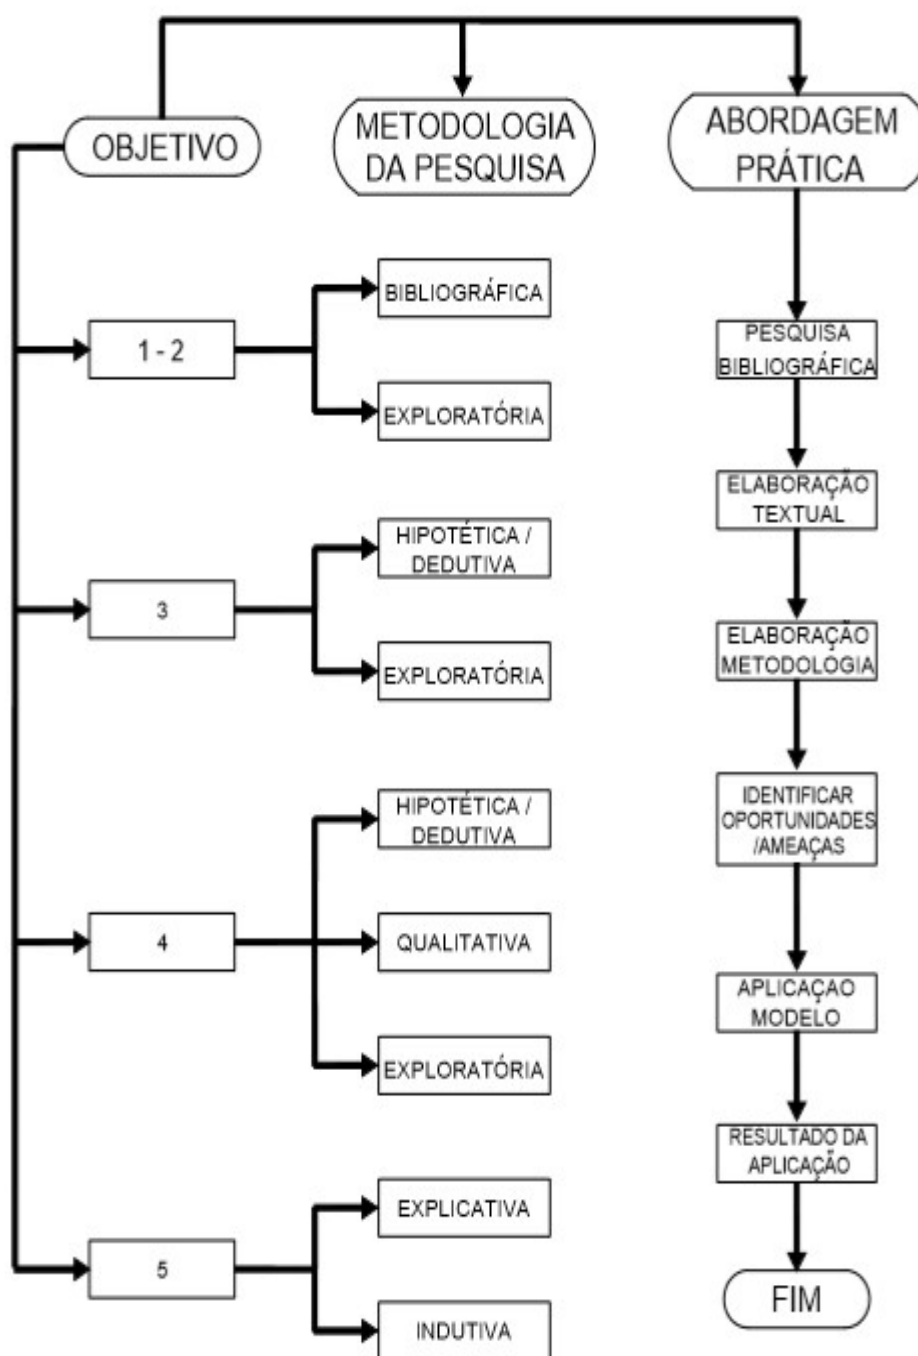 OBJETIVO
METODOLOGIA
DA PESQUISA
ABORDAGEM
PRÁTICA
1 - 2
BIBLIOGRÁFICA
EXPLORATÓRIA
3
HIPOTÉTICA /
DEDUTIVA
EXPLORATÓRIA
4
HIPOTÉTICA /
DEDUTIVA
QUALITATIVA
EXPLORATÓRIA
5
EXPLICATIVA
INDUTIVA
PESQUISA
BIBLIOGRÁFICA
ELABORAÇÃO
TEXTUAL
ELABORAÇÃO
METODOLOGIA
IDENTIFICAR
OPORTUNIDADES
/AMEAÇAS
APLICAÇAO
MODELO
RESULTADO DA
APLICAÇÃO
FIM